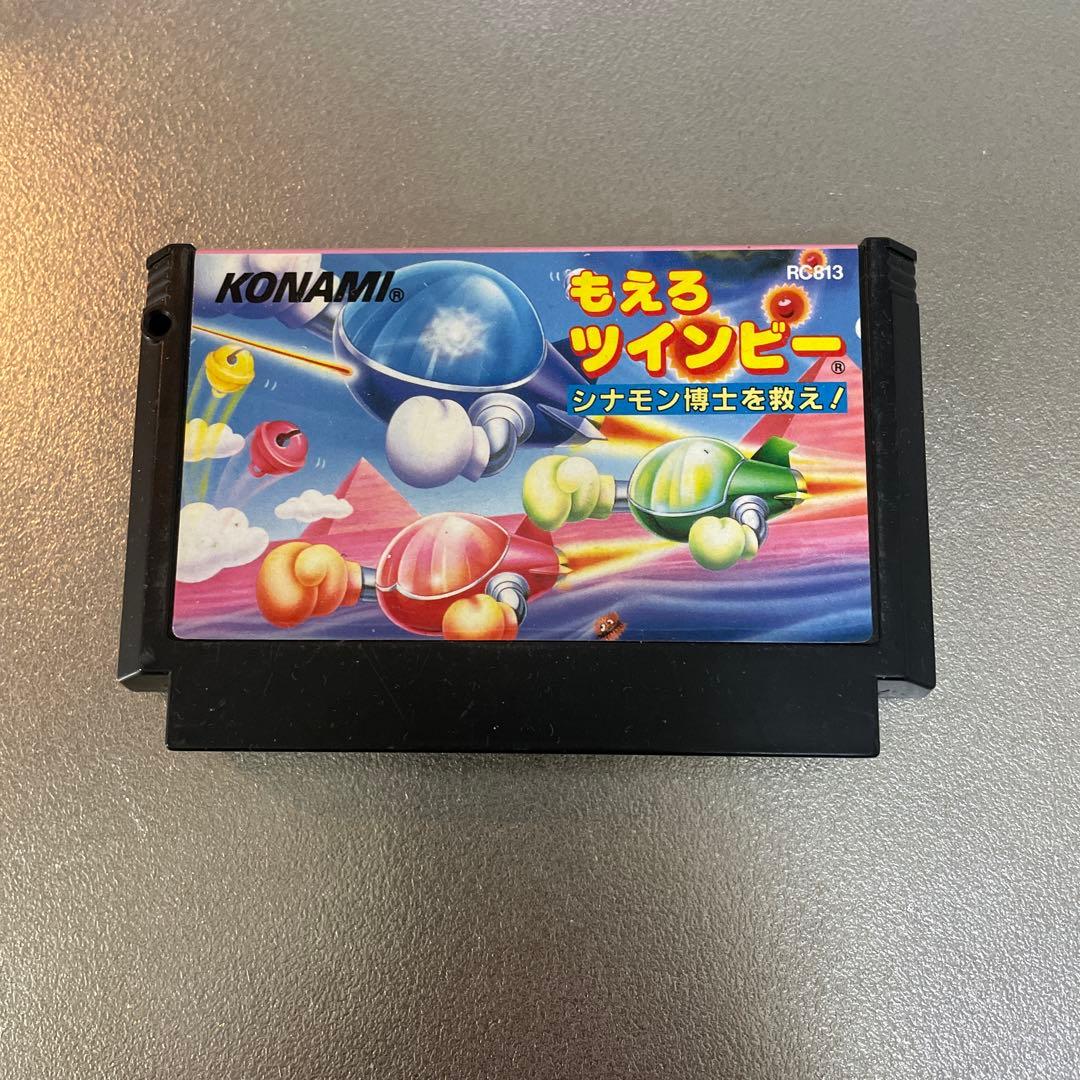 KONAMI®
RC813
もえろ
ツインビー®
シナモン博士を救え!